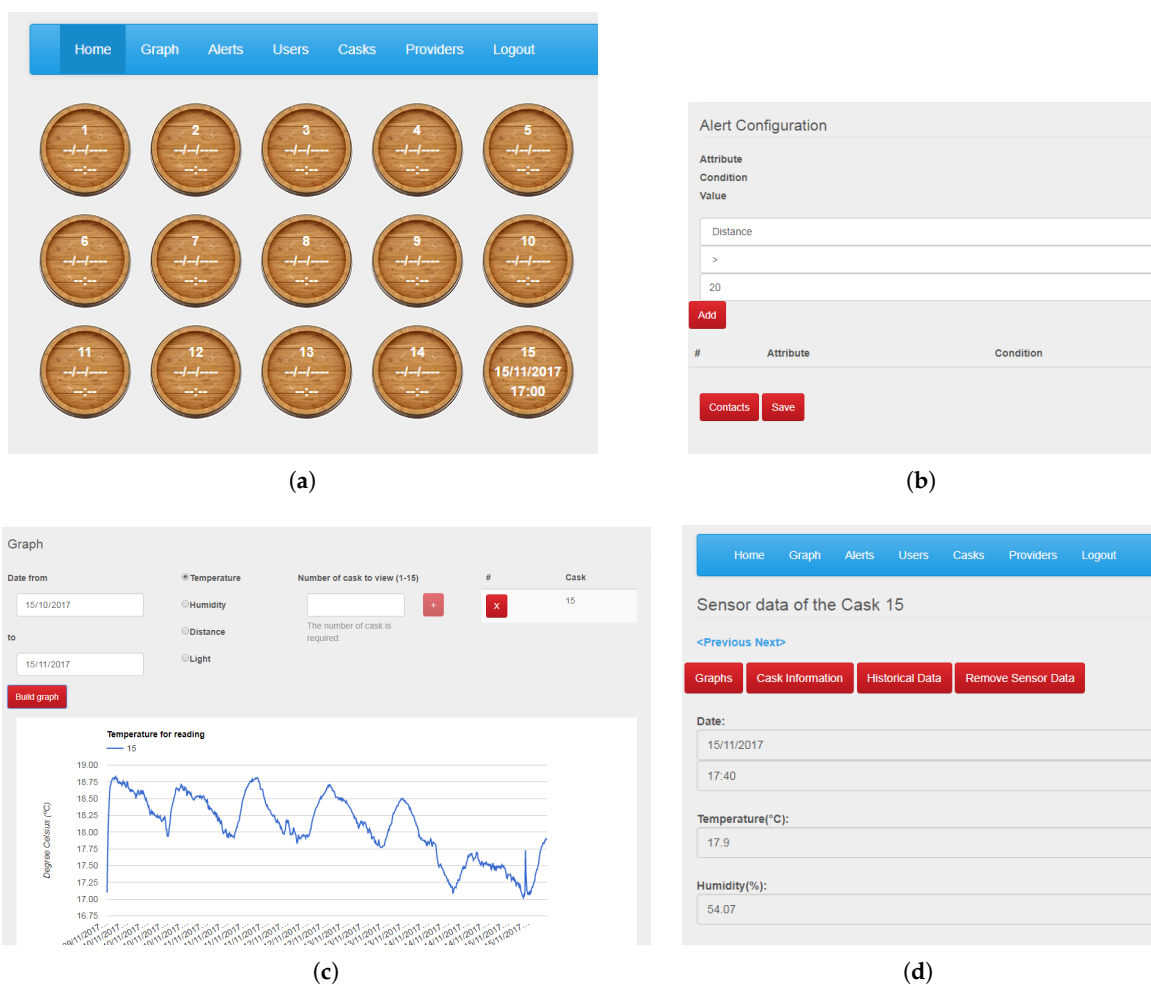 Home Graph Alerts Users Casks Providers Logout
1 2 3 4 5
--/--/---- --/--/---- --/--/---- --/--/---- --/--/----
--:-- --:-- --:-- --:-- --:--
6 7 8 9 10
--/--/---- --/--/---- --/--/---- --/--/---- --/--/----
--:-- --:-- --:-- --:-- --:--
11 12 13 14 15
--/--/---- --/--/---- --/--/---- --/--/---- 15/11/2017
--:-- --:-- --:-- --:-- 17:00
(a)
Alert Configuration
Attribute
Condition
Value
Distance
>
20
Add
# Attribute Condition
Contacts Save
(b)
Graph
Date from
15/10/2017
to
15/11/2017
Build graph
Temperature
Humidity
Distance
Light
Number of cask to view (1-15)
+
The number of cask is
required.
# Cask
X 15
Temperature for reading
15
Degree Celsius (ºC)
19.00
18.75
18.50
18.25
18.00
17.75
17.50
17.25
17.00
16.75
(c)
Home Graph Alerts Users Casks Providers Logout
Sensor data of the Cask 15
<Previous Next>
Graphs Cask Information Historical Data Remove Sensor Data
Date:
15/11/2017
17:40
Temperature(°C):
17.9
Humidity(%):
54.07
(d)